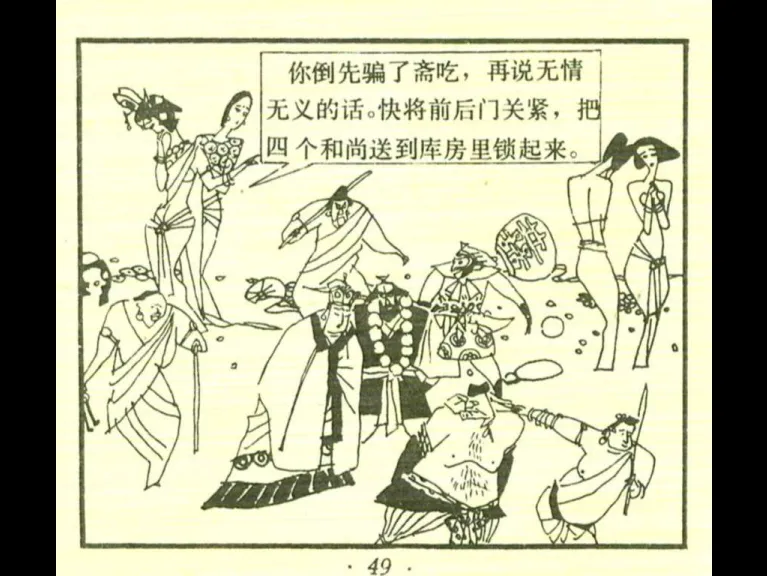 你倒先骗了斋吃，再说无情
无义的话。快将前后门关紧，把
四个和尚送到库房里锁起来。
· 49 ·